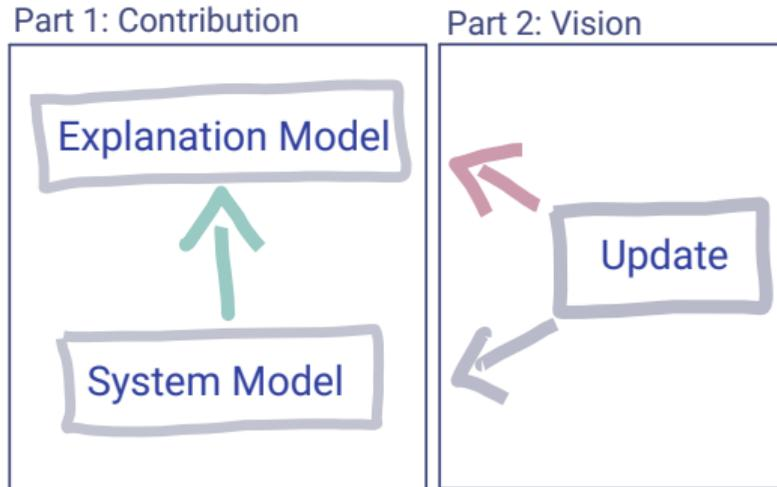 Part 1: Contribution
Explanation Model
System Model
Part 2: Vision
Update